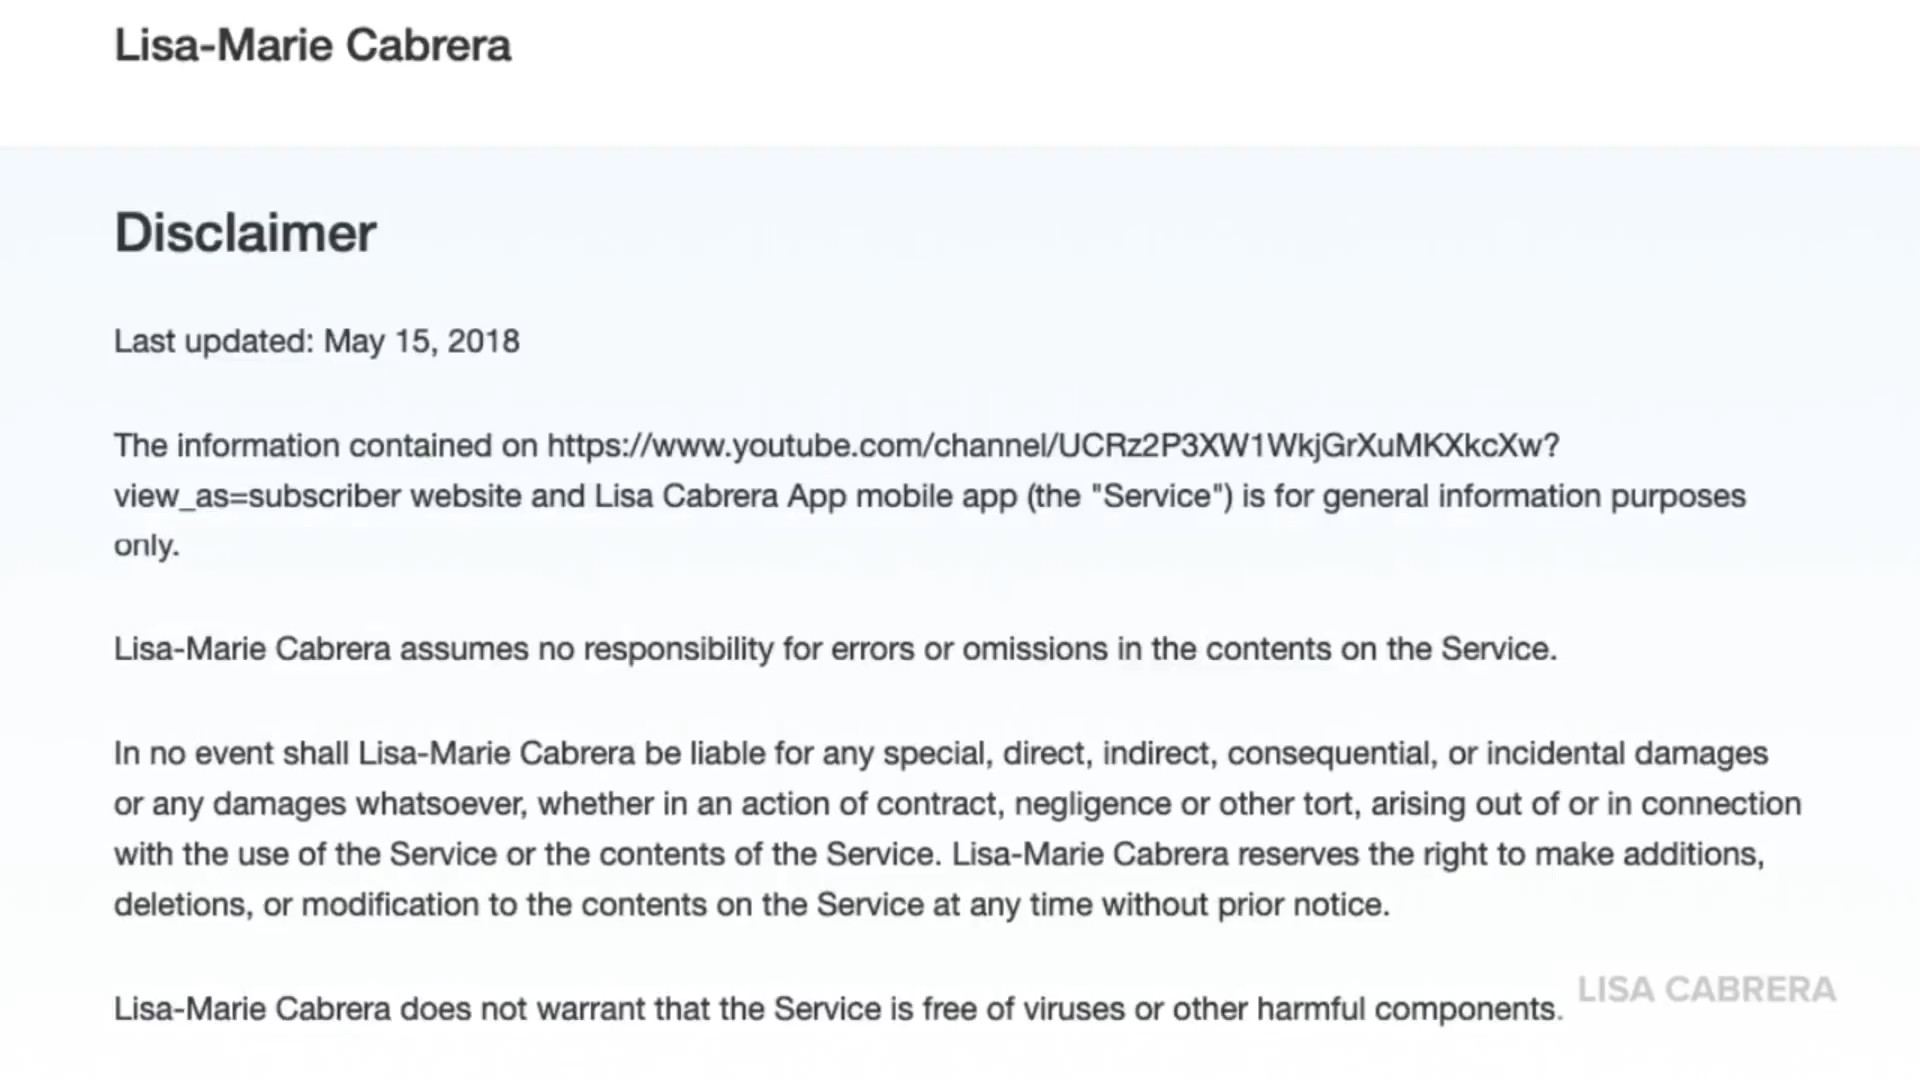 Lisa-Marie Cabrera
Disclaimer
Last updated: May 15, 2018
The information contained on https://www.youtube.com/channel/UCRz2P3XW1WkjGrXuMKXkcXw?
view_as=subscriber website and Lisa Cabrera App mobile app (the "Service") is for general information purposes
only.
Lisa-Marie Cabrera assumes no responsibility for errors or omissions in the contents on the Service.
In no event shall Lisa-Marie Cabrera be liable for any special, direct, indirect, consequential, or incidental damages
or any damages whatsoever, whether in an action of contract, negligence or other tort, arising out of or in connection
with the use of the Service or the contents of the Service. Lisa-Marie Cabrera reserves the right to make additions,
deletions, or modification to the contents on the Service at any time without prior notice.
Lisa-Marie Cabrera does not warrant that the Service is free of viruses or other harmful components.
LISA CABRERA